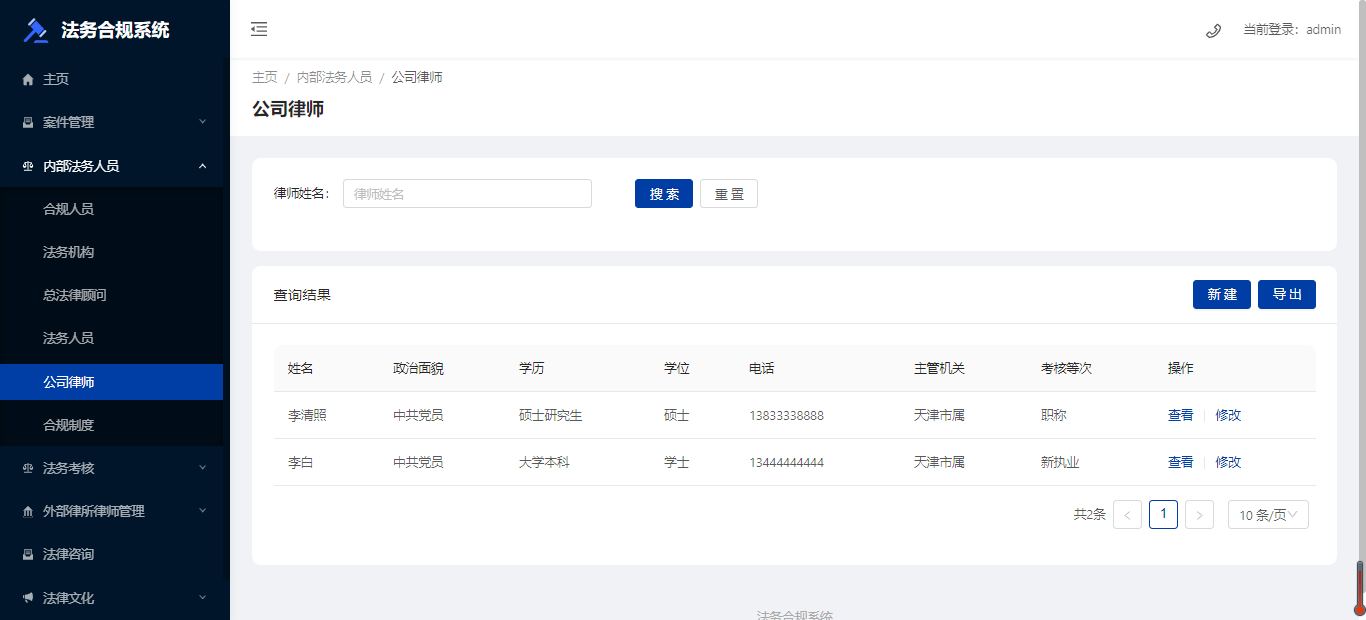 法务合规系统
当前登录：admin
主页
案件管理
内部法务人员
合规人员
法务机构
总法律顾问
法务人员
公司律师
合规制度
法务考核
外部律所律师管理
法律咨询
法律文化
主页 / 内部法务人员 / 公司律师
公司律师
律师姓名： 律师姓名 搜 索 重 置
查询结果 新 建 导 出
姓名 政治面貌 学历 学位 电话 主管机关 考核等次 操作
李清照 中共党员 硕士研究生 硕士 13833338888 天津市属 职称 查看 修改
李白 中共党员 大学本科 学士 13444444444 天津市属 新执业 查看 修改
共2条 < 1 > 10 条/页
法务合规系统